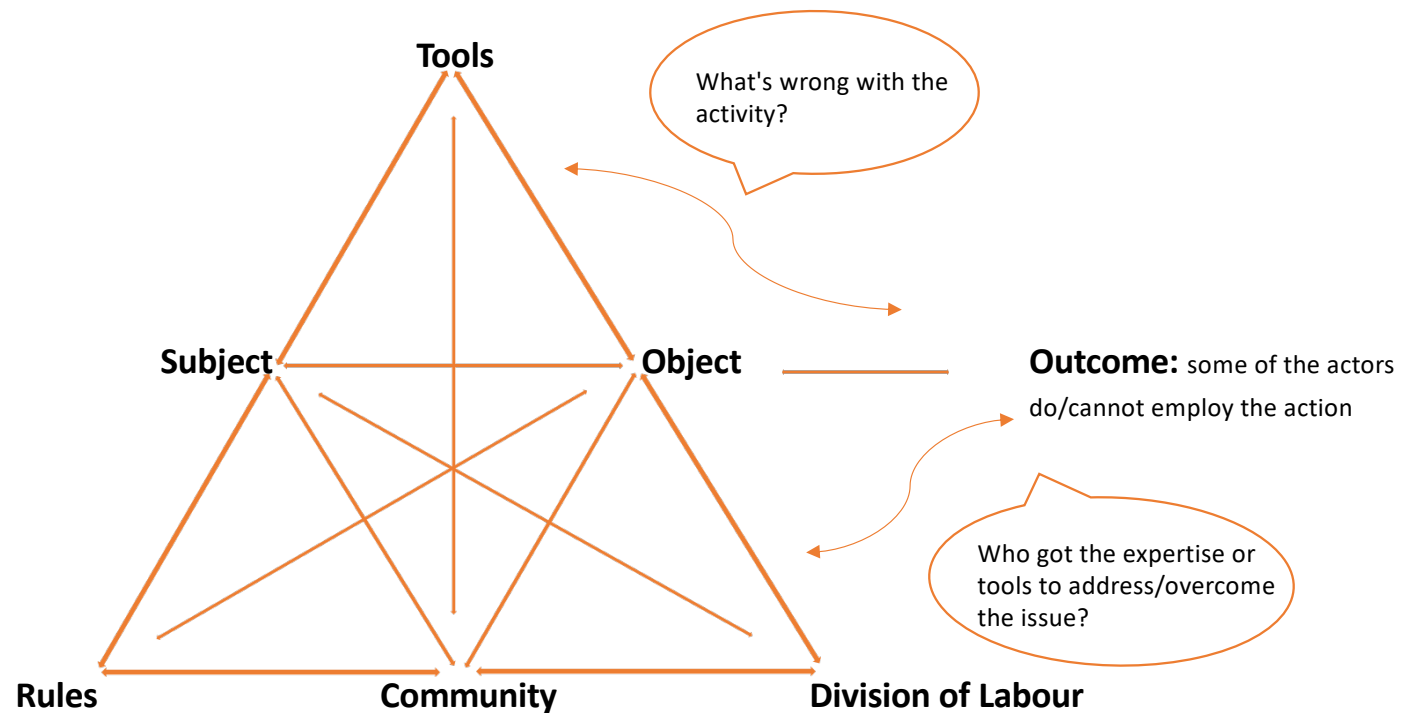 Tools
What's wrong with the
activity?
Subject
Object
Outcome: some of the actors
do/cannot employ the action
Who got the expertise or
tools to address/overcome
the issue?
Rules
Community
Division of Labour